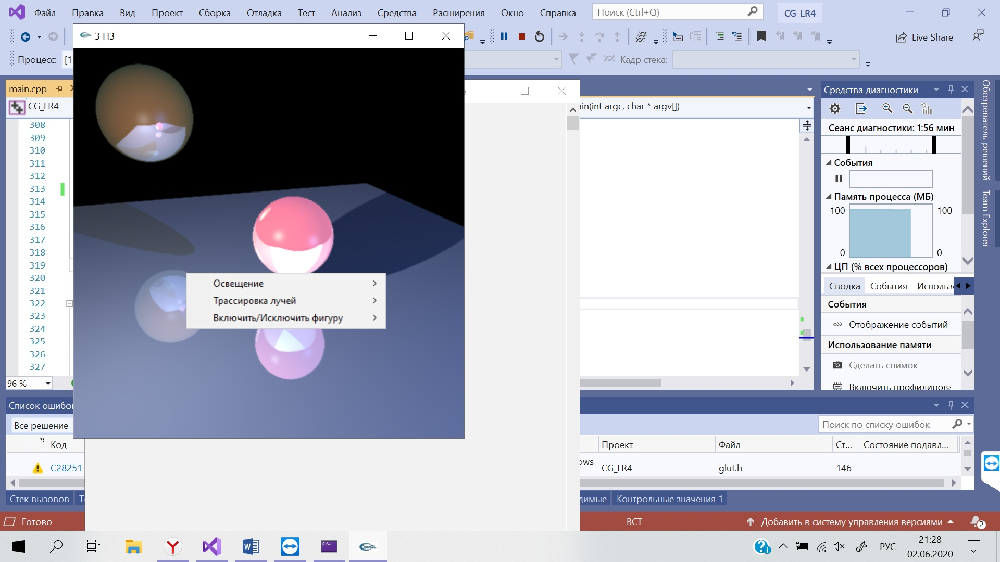 Файл Правка Вид Проект Сборка Отладка Тест Анализ Средства Расширения Окно Справка Поиск (Ctrl+Q) CG_LR4
3 ПЗ
Live Share
Процесс: [1
Кадр стека:
main.cpp
Средства диагностики
CG_LR4
ain(int argc, char * argv[])
308
309
310
311
312
313
314
315
316
317
318
319
320
321
322
323
324
325
326
327
96 %
Освещение
Трассировка лучей
Включить/Исключить фигуру
Сеанс диагностики: 1:56 мин
События
Память процесса (МБ)
100 100
0 0
ЦП (% всех процессоров)
Сводка События Использ
События
Отображение событий
Использование памяти
Сделать снимок
Включить профилирова
Обозреватель решений
Team Explorer
Список ошибо
Все решение
Поиск по списку ошибок
Код Проект Файл Ст... Состояние подавл...
C28251 ows CG_LR4 glut.h 146
Стек вызовов Т димые Контрольные значения 1
Готово ВСТ Добавить в систему управления версиями 2
OpenGL
РУС
21:28
02.06.2020